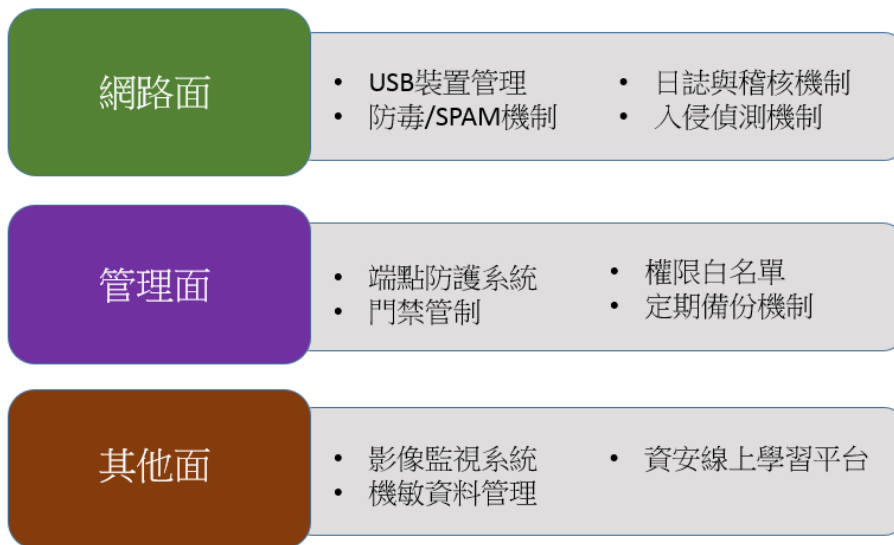 網路面
• USB裝置管理
• 防毒/SPAM機制
• 日誌與稽核機制
• 入侵偵測機制
管理面
• 端點防護系統
• 門禁管制
• 權限白名單
• 定期備份機制
其他面
• 影像監視系統
• 機敏資料管理
• 資安線上學習平台